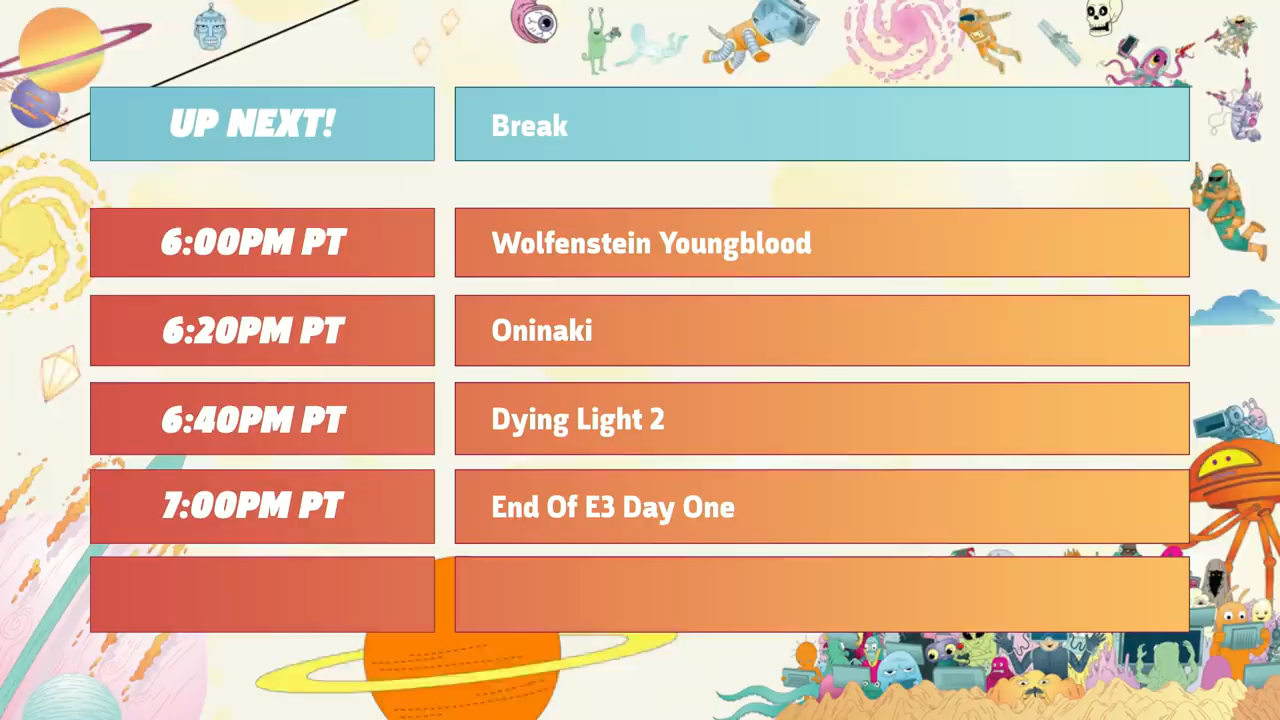 UP NEXT!
Break
6:00PM PT
Wolfenstein Youngblood
6:20PM PT
Oninaki
6:40PM PT
Dying Light 2
7:00PM PT
End Of E3 Day One